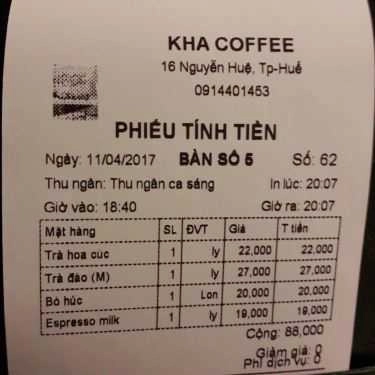 KHA COFFEE
16 Nguyễn Huệ, Tp-Huế
0914401453
PHIẾU TÍNH TIỀN
Ngày: 11/04/2017 BÀN SỐ 5 Số: 62
Thu ngân: Thu ngân ca sáng In lúc: 20:07
Giờ vào: 18:40 Giờ ra: 20:07
Mặt hàng SL ĐVT Giá T tiền
Trà hoa cúc 1 ly 22,000 22,000
Trà đào (M) 1 ly 27,000 27,000
Bò húc 1 Lon 20,000 20,000
Espresso milk 1 ly 19,000 19,000
Cộng: 88,000
Giảm giá: 0
Phí dịch vụ: 0